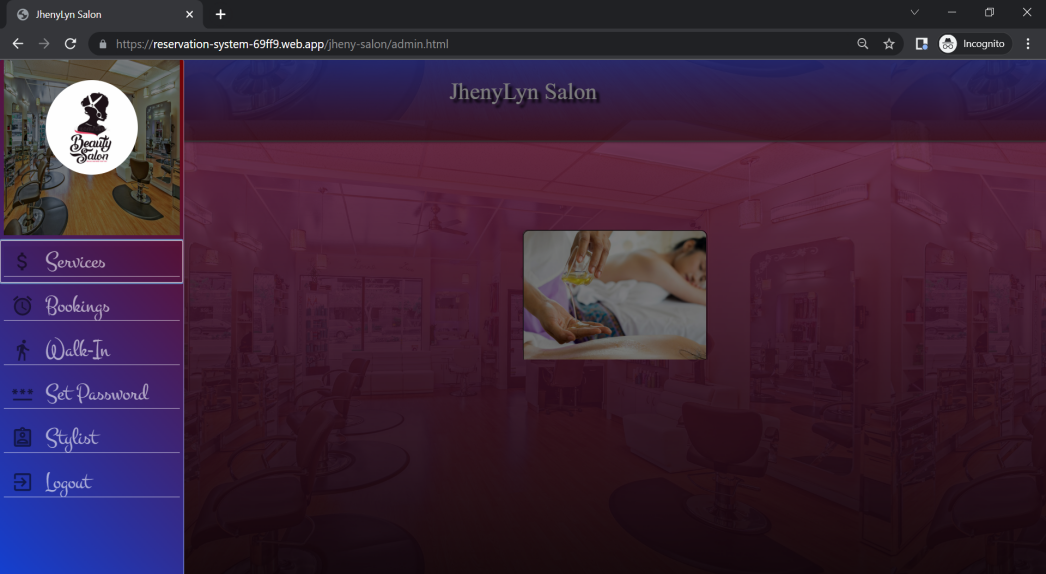 JhenyLyn Salon
https://reservation-system-69ff9.web.app/jheny-salon/admin.html
Incognito
Beauty
Salon
JhenyLyn Salon
Services
Bookings
Walk-In
Set Password
Stylist
Logout